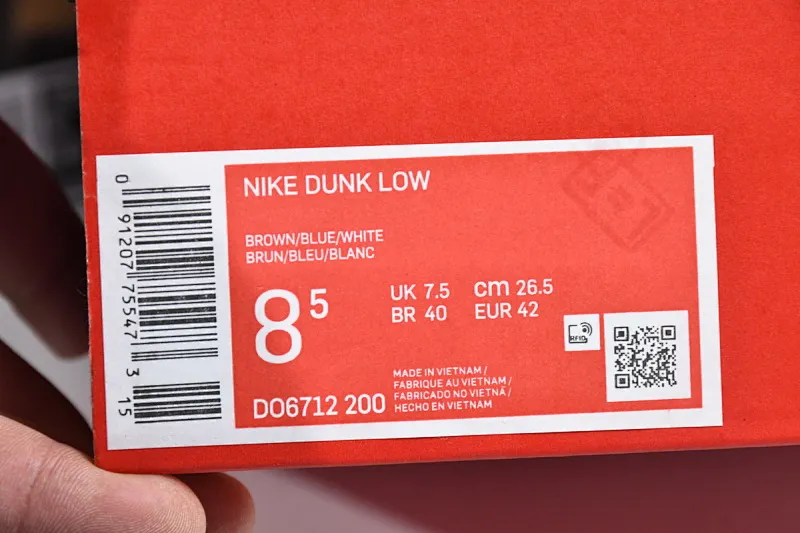 NIKE DUNK LOW
BROWN/BLUE/WHITE
BRUN/BLEU/BLANC
8 5
UK 7.5 cm 26.5
BR 40 EUR 42
DO6712 200
MADE IN VIETNAM /
FABRIQUE AU VIETNAM /
FABRICADO NO VIETNÃ /
HECHO EN VIETNAM
RFID
0 91207 75547 3 15